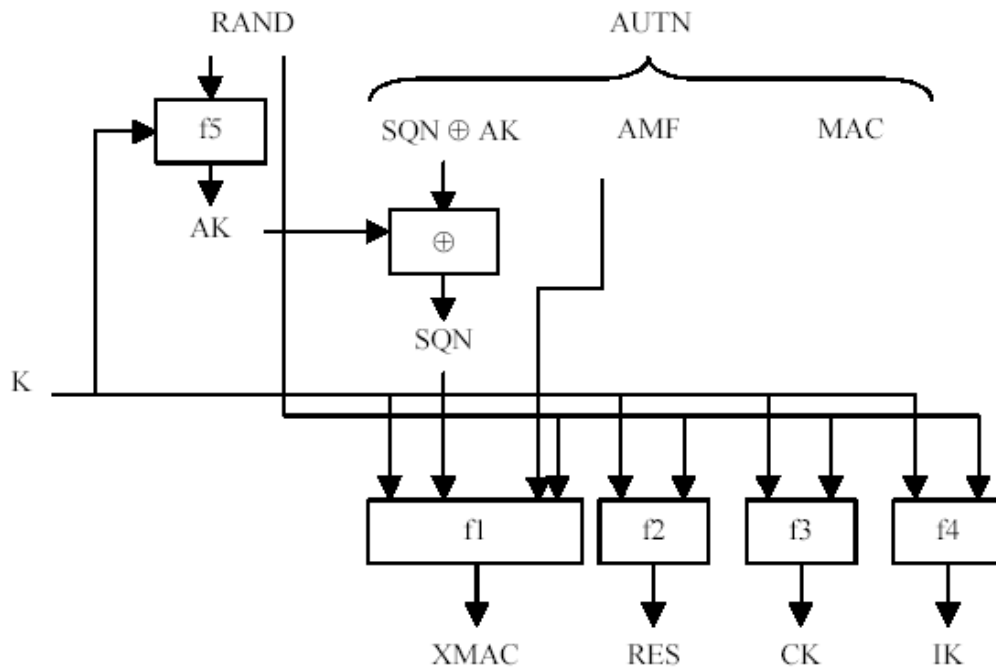 RAND AUTN
f5 SQN ⊕ AK AMF MAC
AK ⊕
SQN
K
f1 f2 f3 f4
XMAC RES CK IK